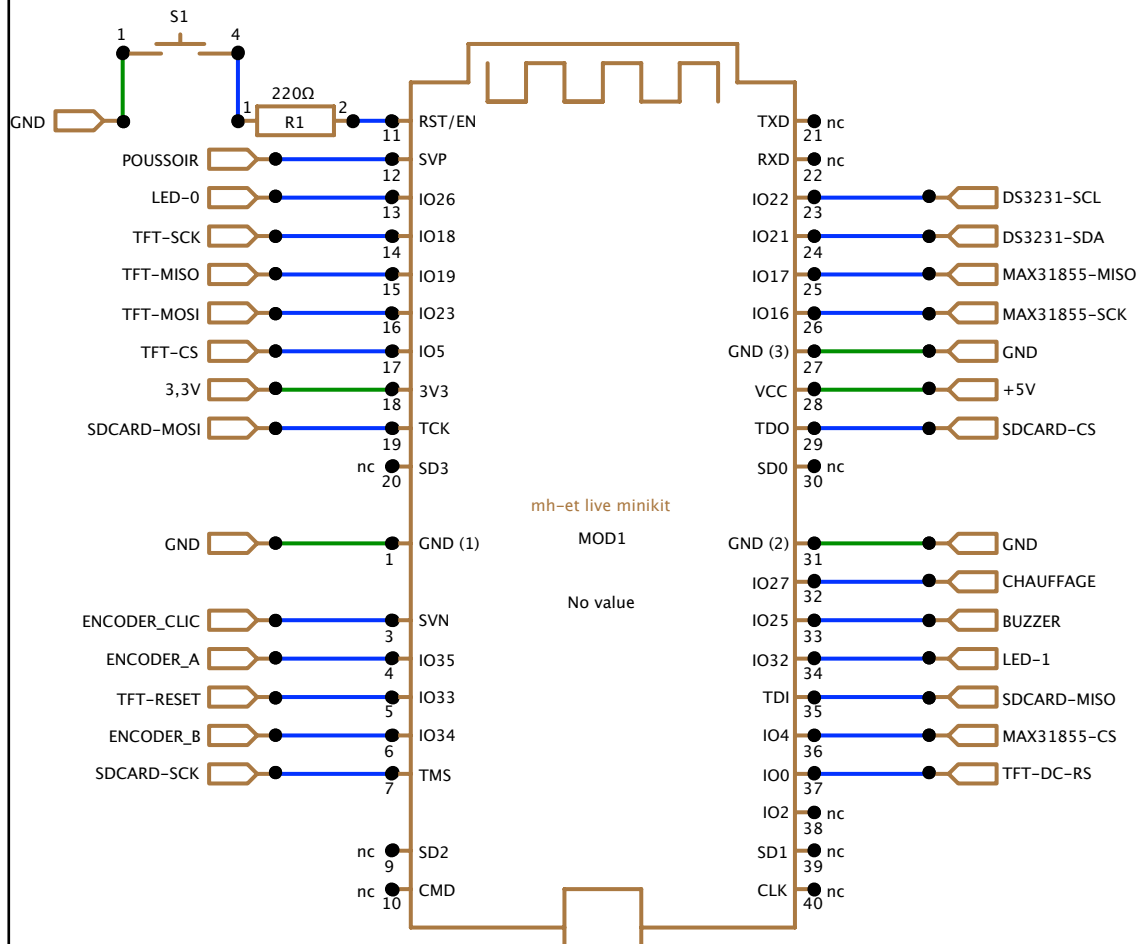 S1
1 4
220Ω
GND 1 R1 2 RST/EN TXD nc
11 21
POUSSOIR SVP RXD nc
12 22
LED-0 IO26 IO22 DS3231-SCL
13 23
TFT-SCK IO18 IO21 DS3231-SDA
14 24
TFT-MISO IO19 IO17 MAX31855-MISO
15 25
TFT-MOSI IO23 IO16 MAX31855-SCK
16 26
TFT-CS IO5 GND (3) GND
17 27
3,3V 3V3 VCC +5V
18 28
SDCARD-MOSI TCK TDO SDCARD-CS
19 29
nc SD3 SD0 nc
20 30
mh-et live minikit
MOD1
GND GND (1) GND (2) GND
1 31
IO27 CHAUFFAGE
32
No value
ENCODER_CLIC SVN IO25 BUZZER
3 33
ENCODER_A IO35 IO32 LED-1
4 34
TFT-RESET IO33 TDI SDCARD-MISO
5 35
ENCODER_B IO34 IO4 MAX31855-CS
6 36
SDCARD-SCK TMS IO0 TFT-DC-RS
7 37
IO2 nc
38
nc SD2 SD1 nc
9 39
nc CMD CLK nc
10 40